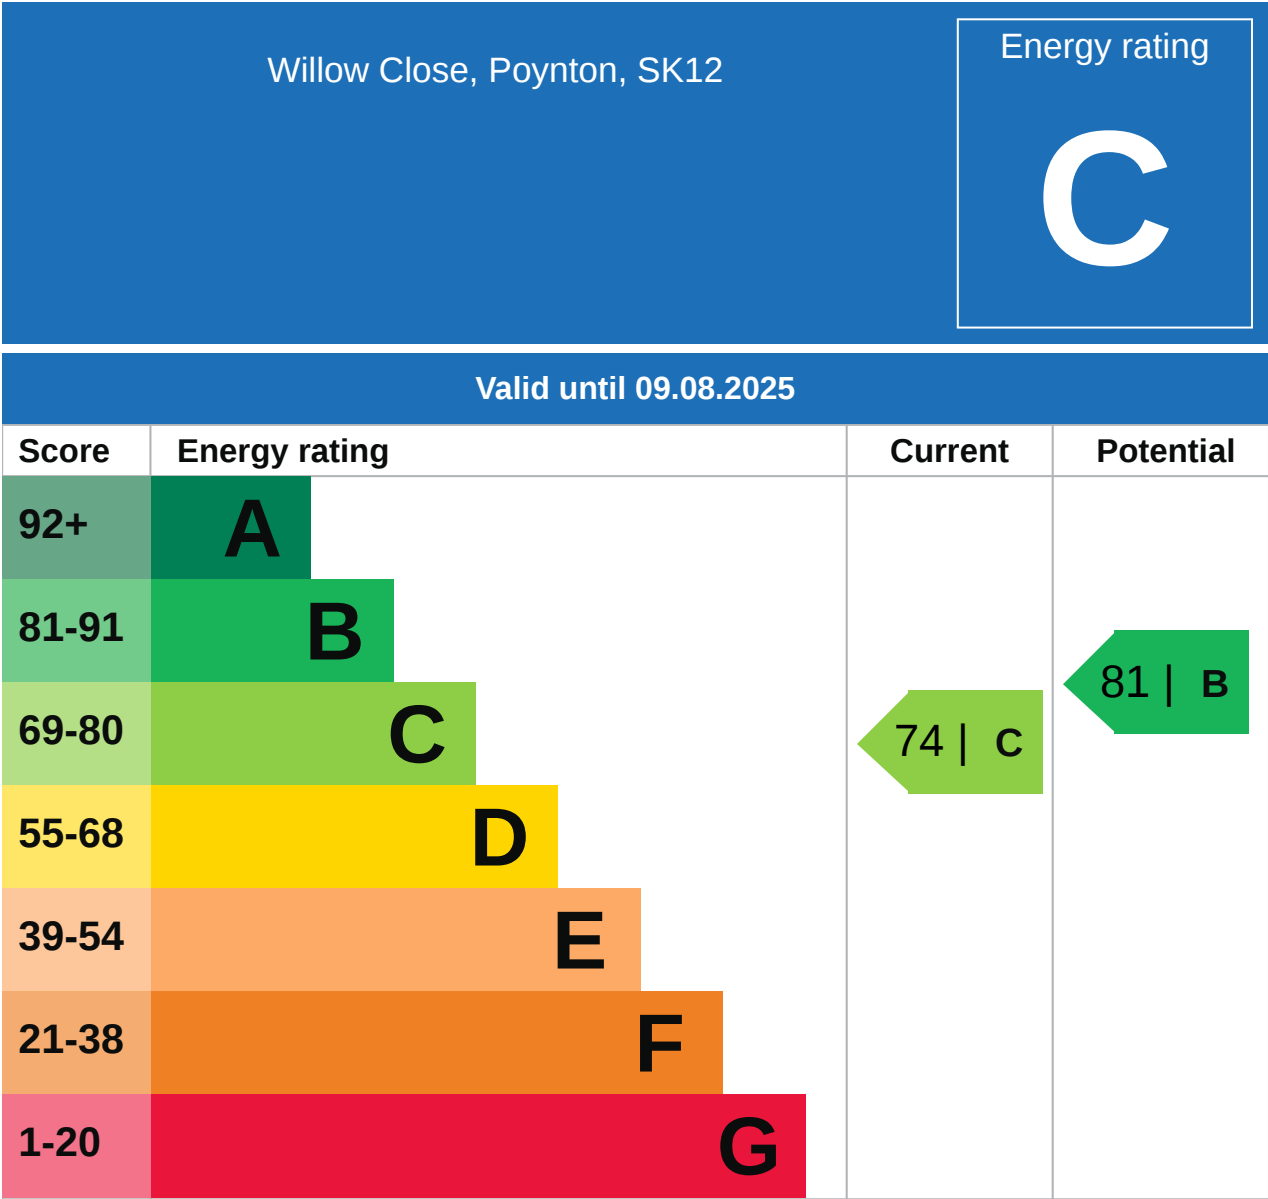 Willow Close, Poynton, SK12
Energy rating
C
Valid until 09.08.2025
Score Energy rating Current Potential
92+ A
81-91 B
81 | B
69-80 C
74 | C
55-68 D
39-54 E
21-38 F
1-20 G